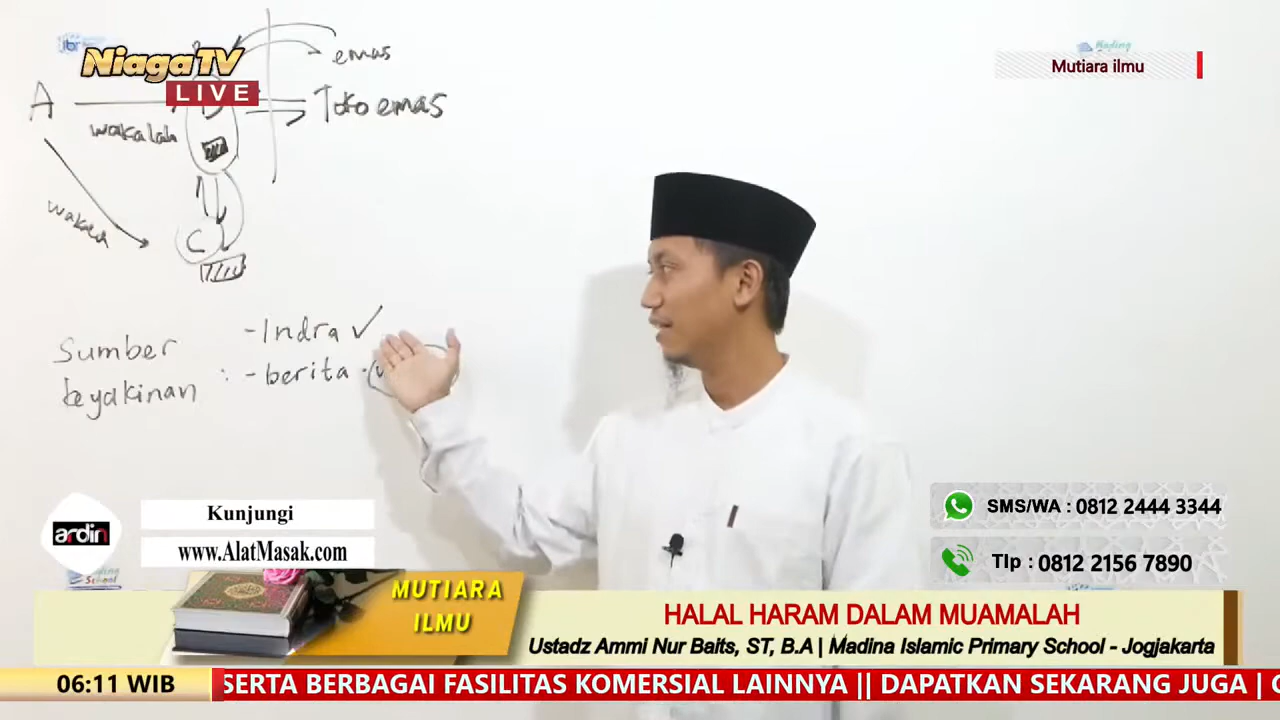 NiagaTV
LIVE
Mutiara ilmu
emas
A
Toko emas
wakalah
C
Sumber
keyakinan :
- Indra ✓
- berita
ardin
Kunjungi
www.AlatMasak.com
SMS/WA : 0812 2444 3344
Tlp : 0812 2156 7890
MUTIARA
ILMU
HALAL HARAM DALAM MUAMALAH
Ustadz Ammi Nur Baits, ST, B.A | Madina Islamic Primary School - Jogjakarta
06:11 WIB
SERTA BERBAGAI FASILITAS KOMERSIAL LAINNYA || DAPATKAN SEKARANG JUGA |